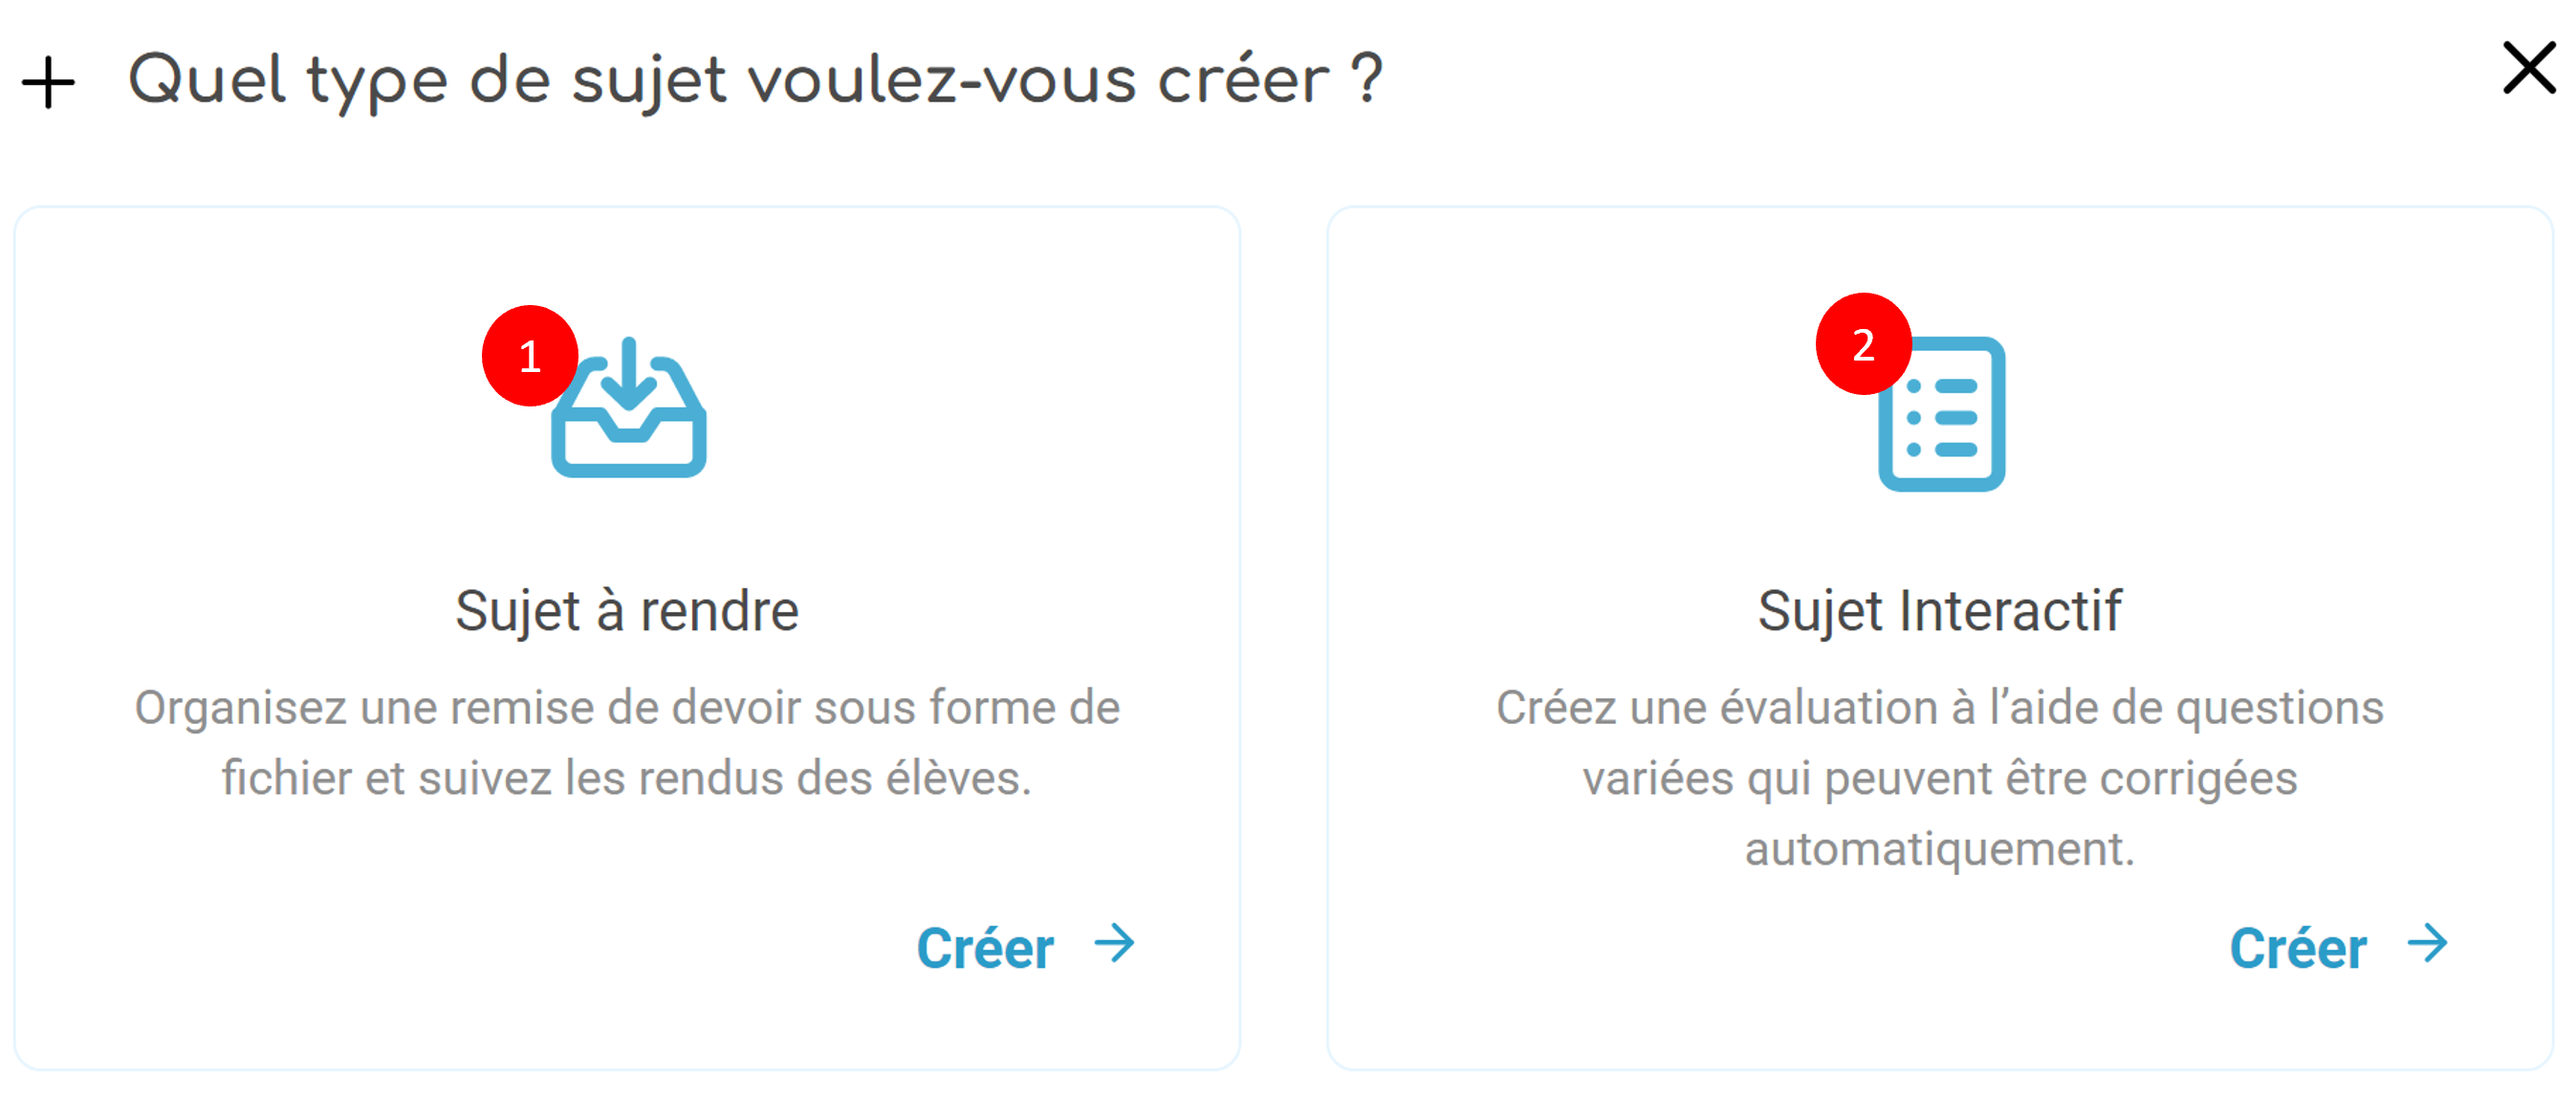 Quel type de sujet voulez-vous créer ?
1
Sujet à rendre
Organisez une remise de devoir sous forme de
fichier et suivez les rendus des élèves.
Créer
2
Sujet Interactif
Créez une évaluation à l’aide de questions
variées qui peuvent être corrigées
automatiquement.
Créer